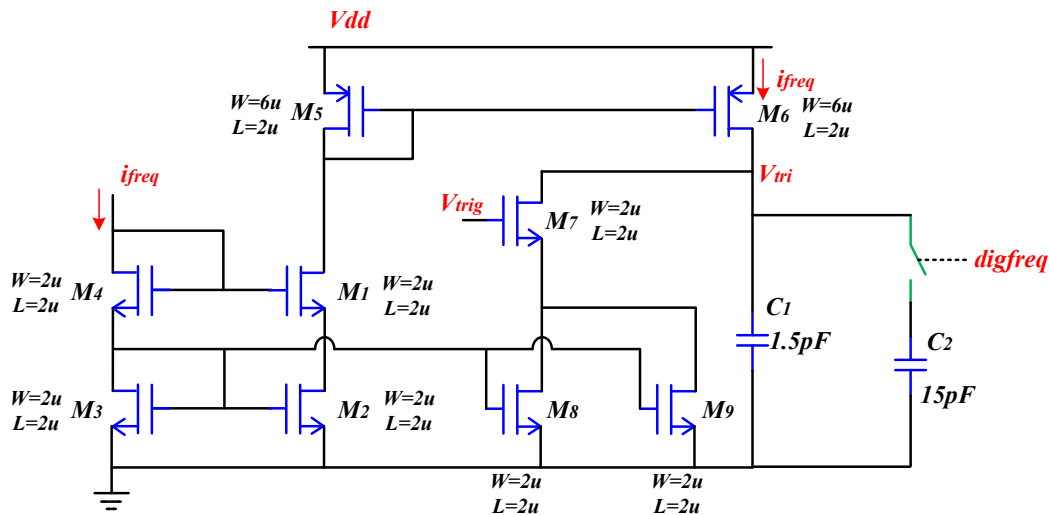 Vdd
ifreq
W=6u
L=2u
M5
M6
W=6u
L=2u
ifreq
Vtri
Vtrig
M7
W=2u
L=2u
digfreq
W=2u
L=2u
M4
M1
W=2u
L=2u
C1
1.5pF
C2
15pF
W=2u
L=2u
M3
M2
W=2u
L=2u
M8
M9
W=2u
L=2u
W=2u
L=2u